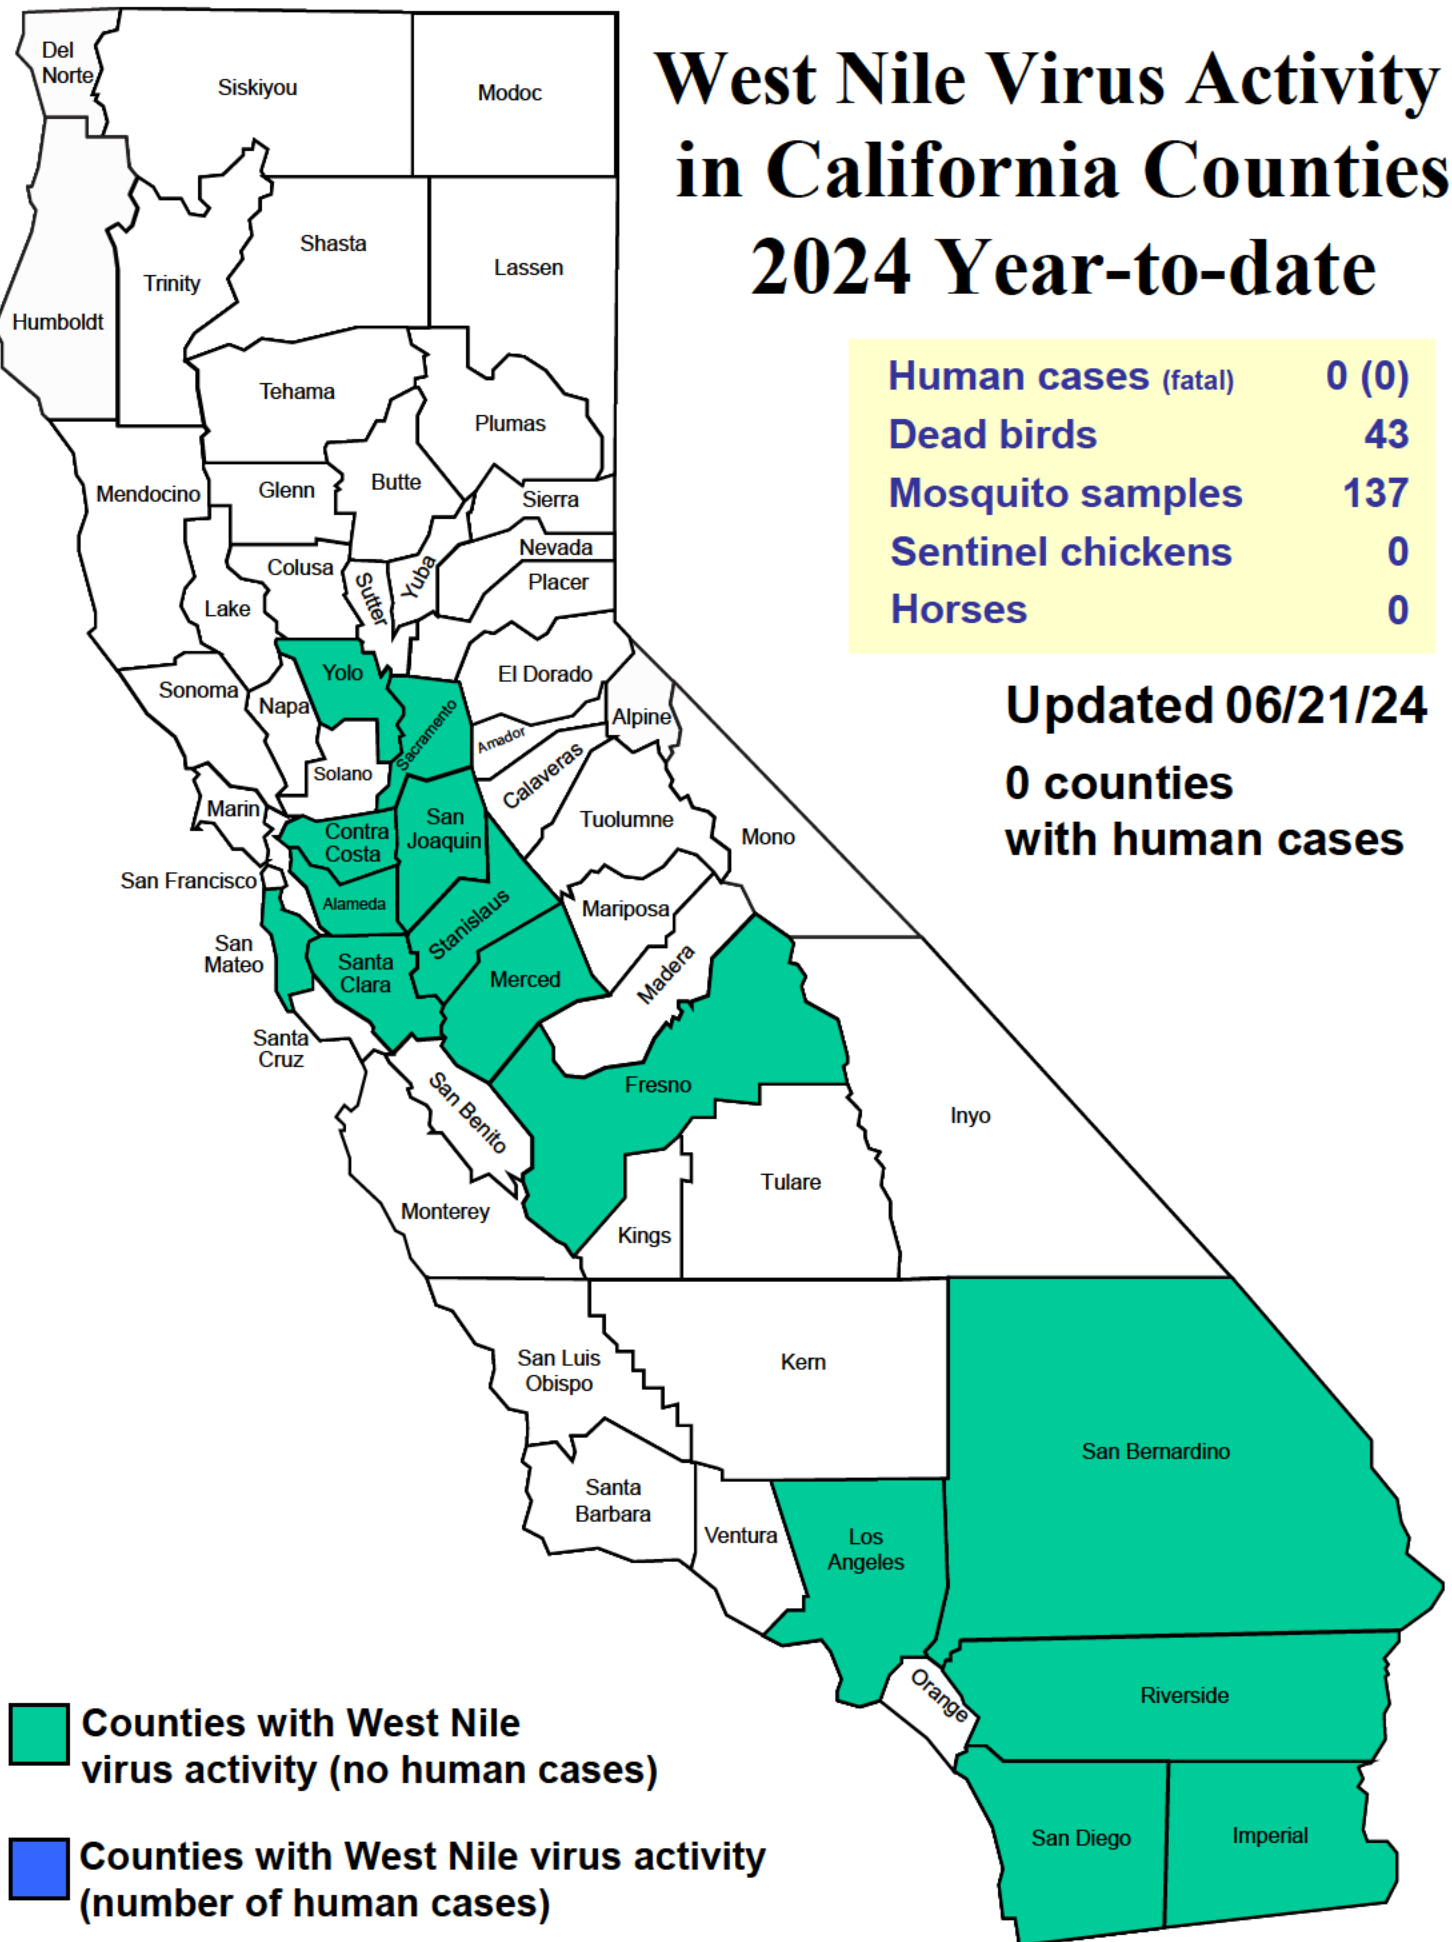 West Nile Virus Activity
in California Counties
2024 Year-to-date
Human cases (fatal) 0 (0)
Dead birds 43
Mosquito samples 137
Sentinel chickens 0
Horses 0
Updated 06/21/24
0 counties
with human cases
Del
Norte
Siskiyou
Modoc
Shasta
Lassen
Trinity
Humboldt
Tehama
Plumas
Mendocino
Glenn
Butte
Sierra
Nevada
Colusa
Sutter
Yuba
Placer
Lake
Yolo
El Dorado
Sonoma
Napa
Sacramento
Alpine
Amador
Solano
Calaveras
Marin
Contra
Costa
San
Joaquin
Tuolumne
Mono
San Francisco
Alameda
Stanislaus
Mariposa
San
Mateo
Santa
Clara
Merced
Madera
Santa
Cruz
San Benito
Fresno
Inyo
Monterey
Kings
Tulare
San Luis
Obispo
Kern
San Bernardino
Santa
Barbara
Ventura
Los
Angeles
Orange
Riverside
San Diego
Imperial
Counties with West Nile
virus activity (no human cases)
Counties with West Nile virus activity
(number of human cases)